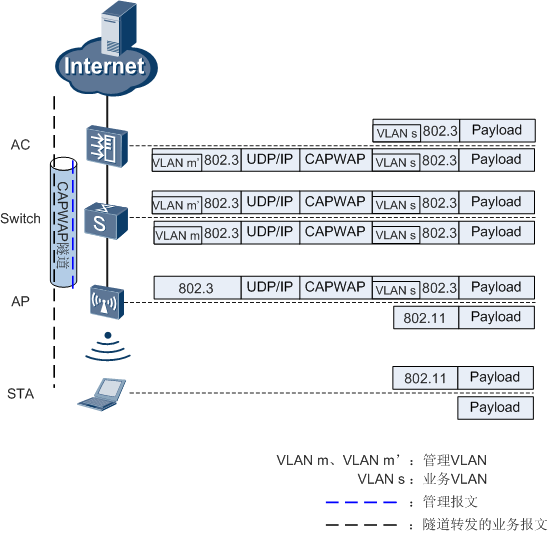 Internet
AC
VLAN s 802.3 Payload
VLAN m' 802.3 UDP/IP CAPWAP VLAN s 802.3 Payload
CAPWAP隧道
Switch
S
VLAN m' 802.3 UDP/IP CAPWAP VLAN s 802.3 Payload
VLAN m 802.3 UDP/IP CAPWAP VLAN s 802.3 Payload
AP
802.3 UDP/IP CAPWAP VLAN s 802.3 Payload
802.11 Payload
STA
802.11 Payload
Payload
VLAN m、VLAN m'：管理VLAN
VLAN s：业务VLAN
：管理报文
：隧道转发的业务报文